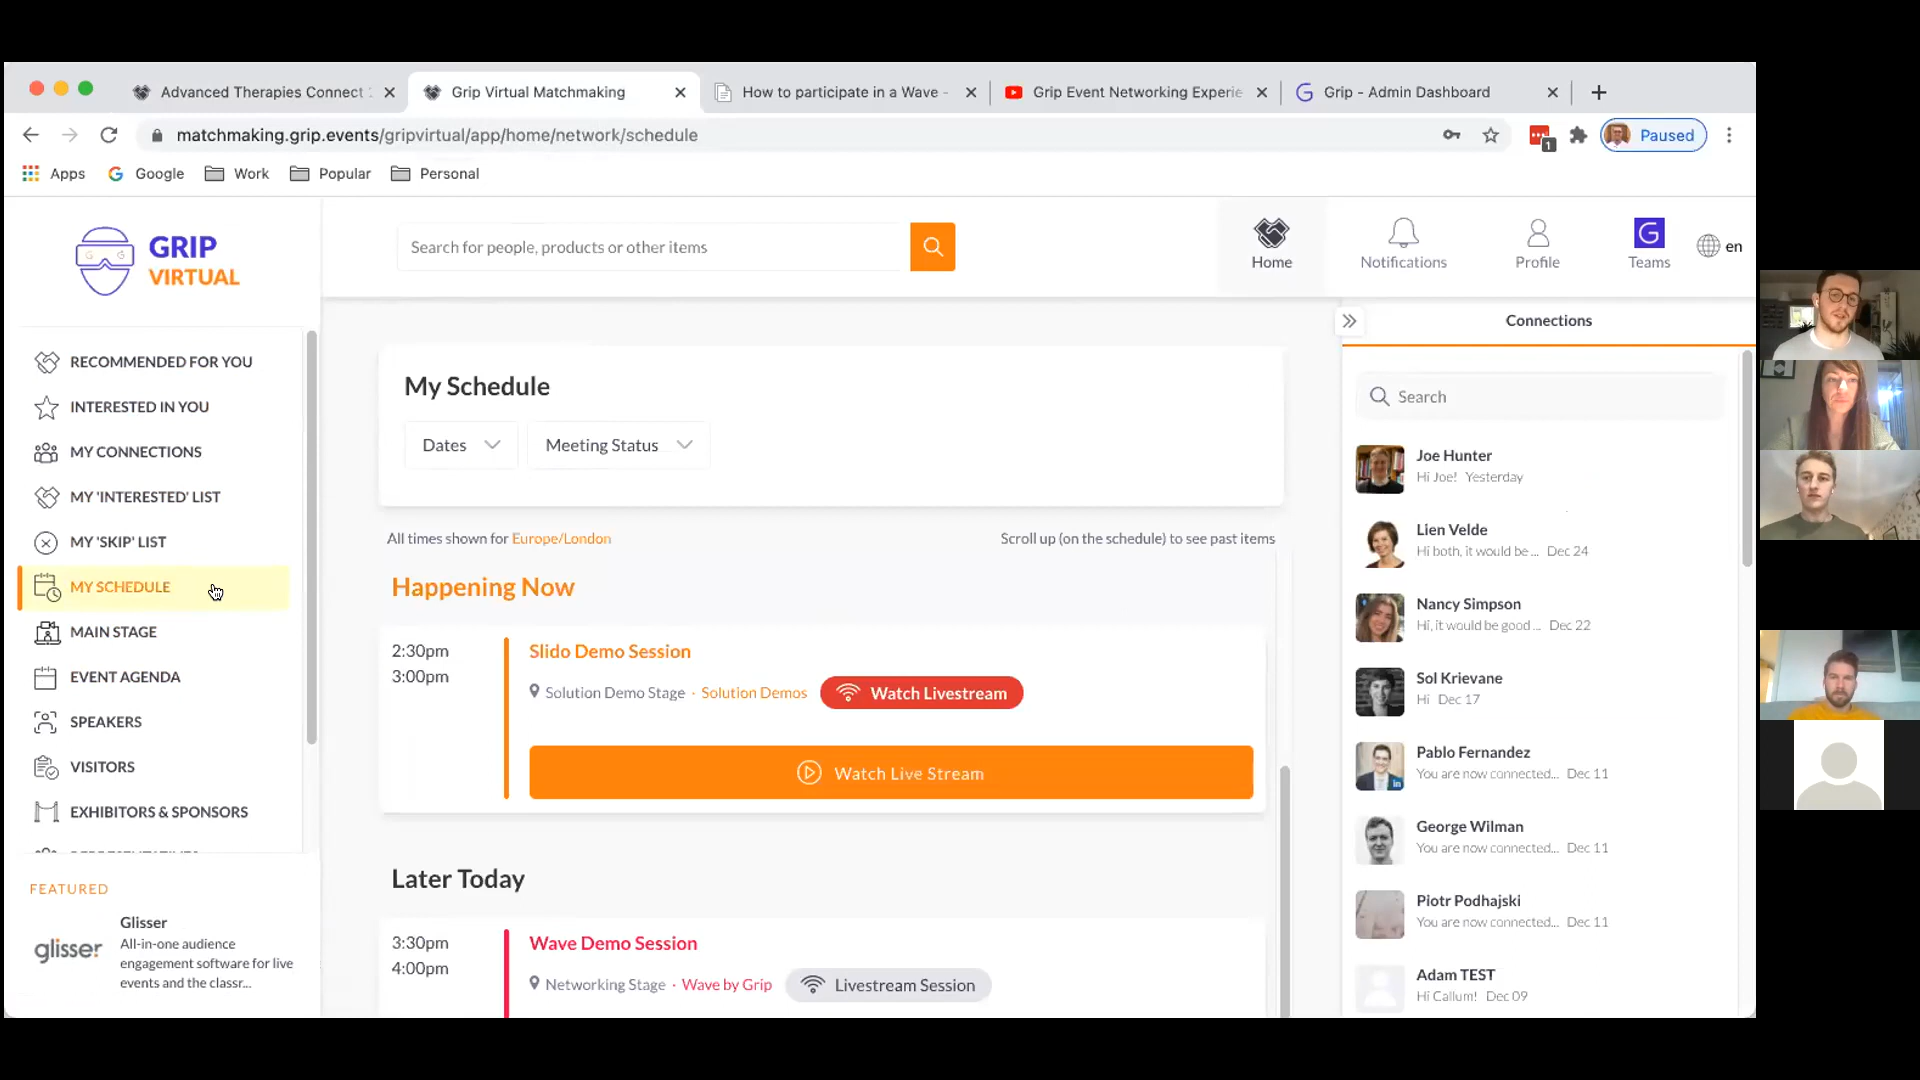 Advanced Therapies Connect
Grip Virtual Matchmaking
How to participate in a Wave -
Grip Event Networking Experie
Grip - Admin Dashboard
matchmaking.grip.events/gripvirtual/app/home/network/schedule
1
Paused
Apps
Google
Work
Popular
Personal
GRIP
VIRTUAL
Search for people, products or other items
Home
Notifications
Profile
Teams
en
RECOMMENDED FOR YOU
INTERESTED IN YOU
MY CONNECTIONS
MY 'INTERESTED' LIST
MY 'SKIP' LIST
MY SCHEDULE
MAIN STAGE
EVENT AGENDA
SPEAKERS
VISITORS
EXHIBITORS & SPONSORS
FEATURED
glisser
Glisser
All-in-one audience
engagement software for live
events and the classr...
My Schedule
Dates
Meeting Status
All times shown for Europe/London
Scroll up (on the schedule) to see past items
Happening Now
2:30pm
3:00pm
Slido Demo Session
Solution Demo Stage · Solution Demos
Watch Livestream
Watch Live Stream
Later Today
3:30pm
4:00pm
Wave Demo Session
Networking Stage · Wave by Grip
Livestream Session
Connections
Search
Joe Hunter
Hi Joe! Yesterday
Lien Velde
Hi both, it would be ... Dec 24
Nancy Simpson
Hi, it would be good ... Dec 22
Sol Krievane
Hi Dec 17
Pablo Fernandez
You are now connected... Dec 11
George Wilman
You are now connected... Dec 11
Piotr Podhajski
You are now connected... Dec 11
Adam TEST
Hi Callum! Dec 09